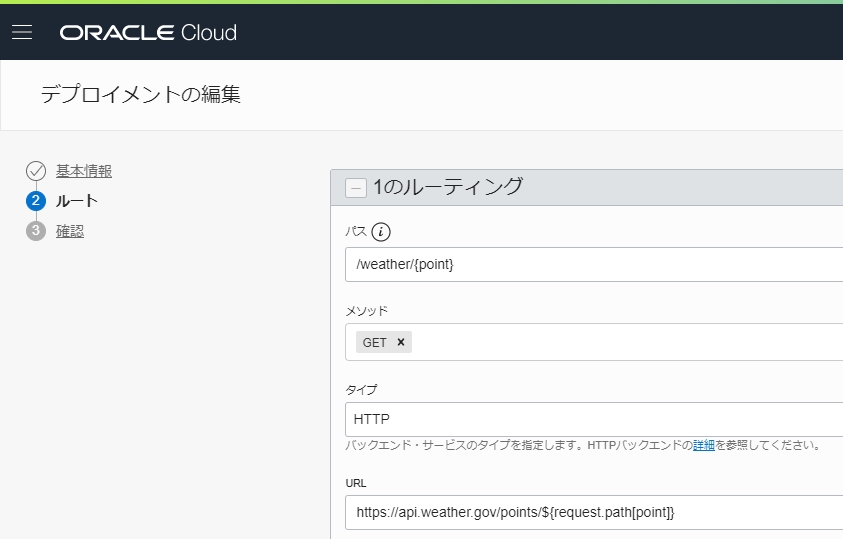 ORACLE Cloud
デプロイメントの編集
基本情報
2 ルート
3 確認
1のルーティング
パス i
/weather/{point}
メソッド
GET ×
タイプ
HTTP
バックエンド・サービスのタイプを指定します。HTTPバックエンドの詳細を参照してください。
URL
https://api.weather.gov/points/${request.path[point]}